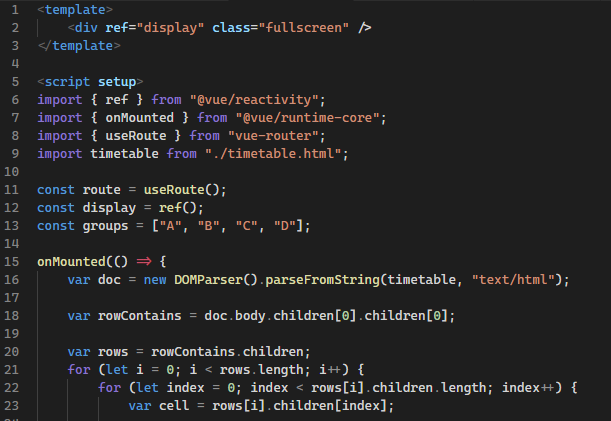 1 <template>
2     <div ref="display" class="fullscreen" />
3 </template>
4
5 <script setup>
6 import { ref } from "@vue/reactivity";
7 import { onMounted } from "@vue/runtime-core";
8 import { useRoute } from "vue-router";
9 import timetable from "./timetable.html";
10
11 const route = useRoute();
12 const display = ref();
13 const groups = ["A", "B", "C", "D"];
14
15 onMounted(() => {
16     var doc = new DOMParser().parseFromString(timetable, "text/html");
17
18     var rowContains = doc.body.children[0].children[0];
19
20     var rows = rowContains.children;
21     for (let i = 0; i < rows.length; i++) {
22         for (let index = 0; index < rows[i].children.length; index++) {
23             var cell = rows[i].children[index];